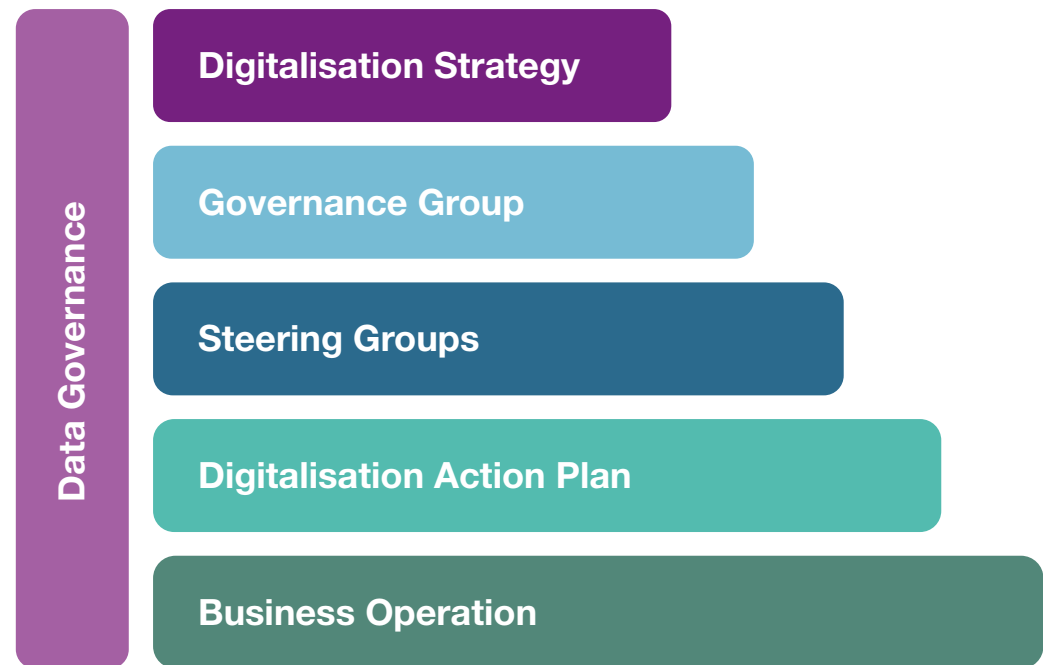 Data Governance
Digitalisation Strategy
Governance Group
Steering Groups
Digitalisation Action Plan
Business Operation